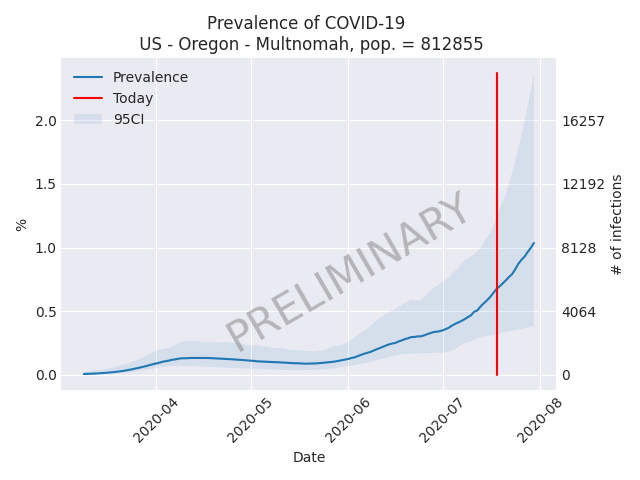 Prevalence of COVID-19
US - Oregon - Multnomah, pop. = 812855
Prevalence
Today
95CI
2.0
1.5
1.0
0.5
0.0
%
16257
12192
8128
4064
0
# of infections
PRELIMINARY
2020-04
2020-05
2020-06
2020-07
2020-08
Date